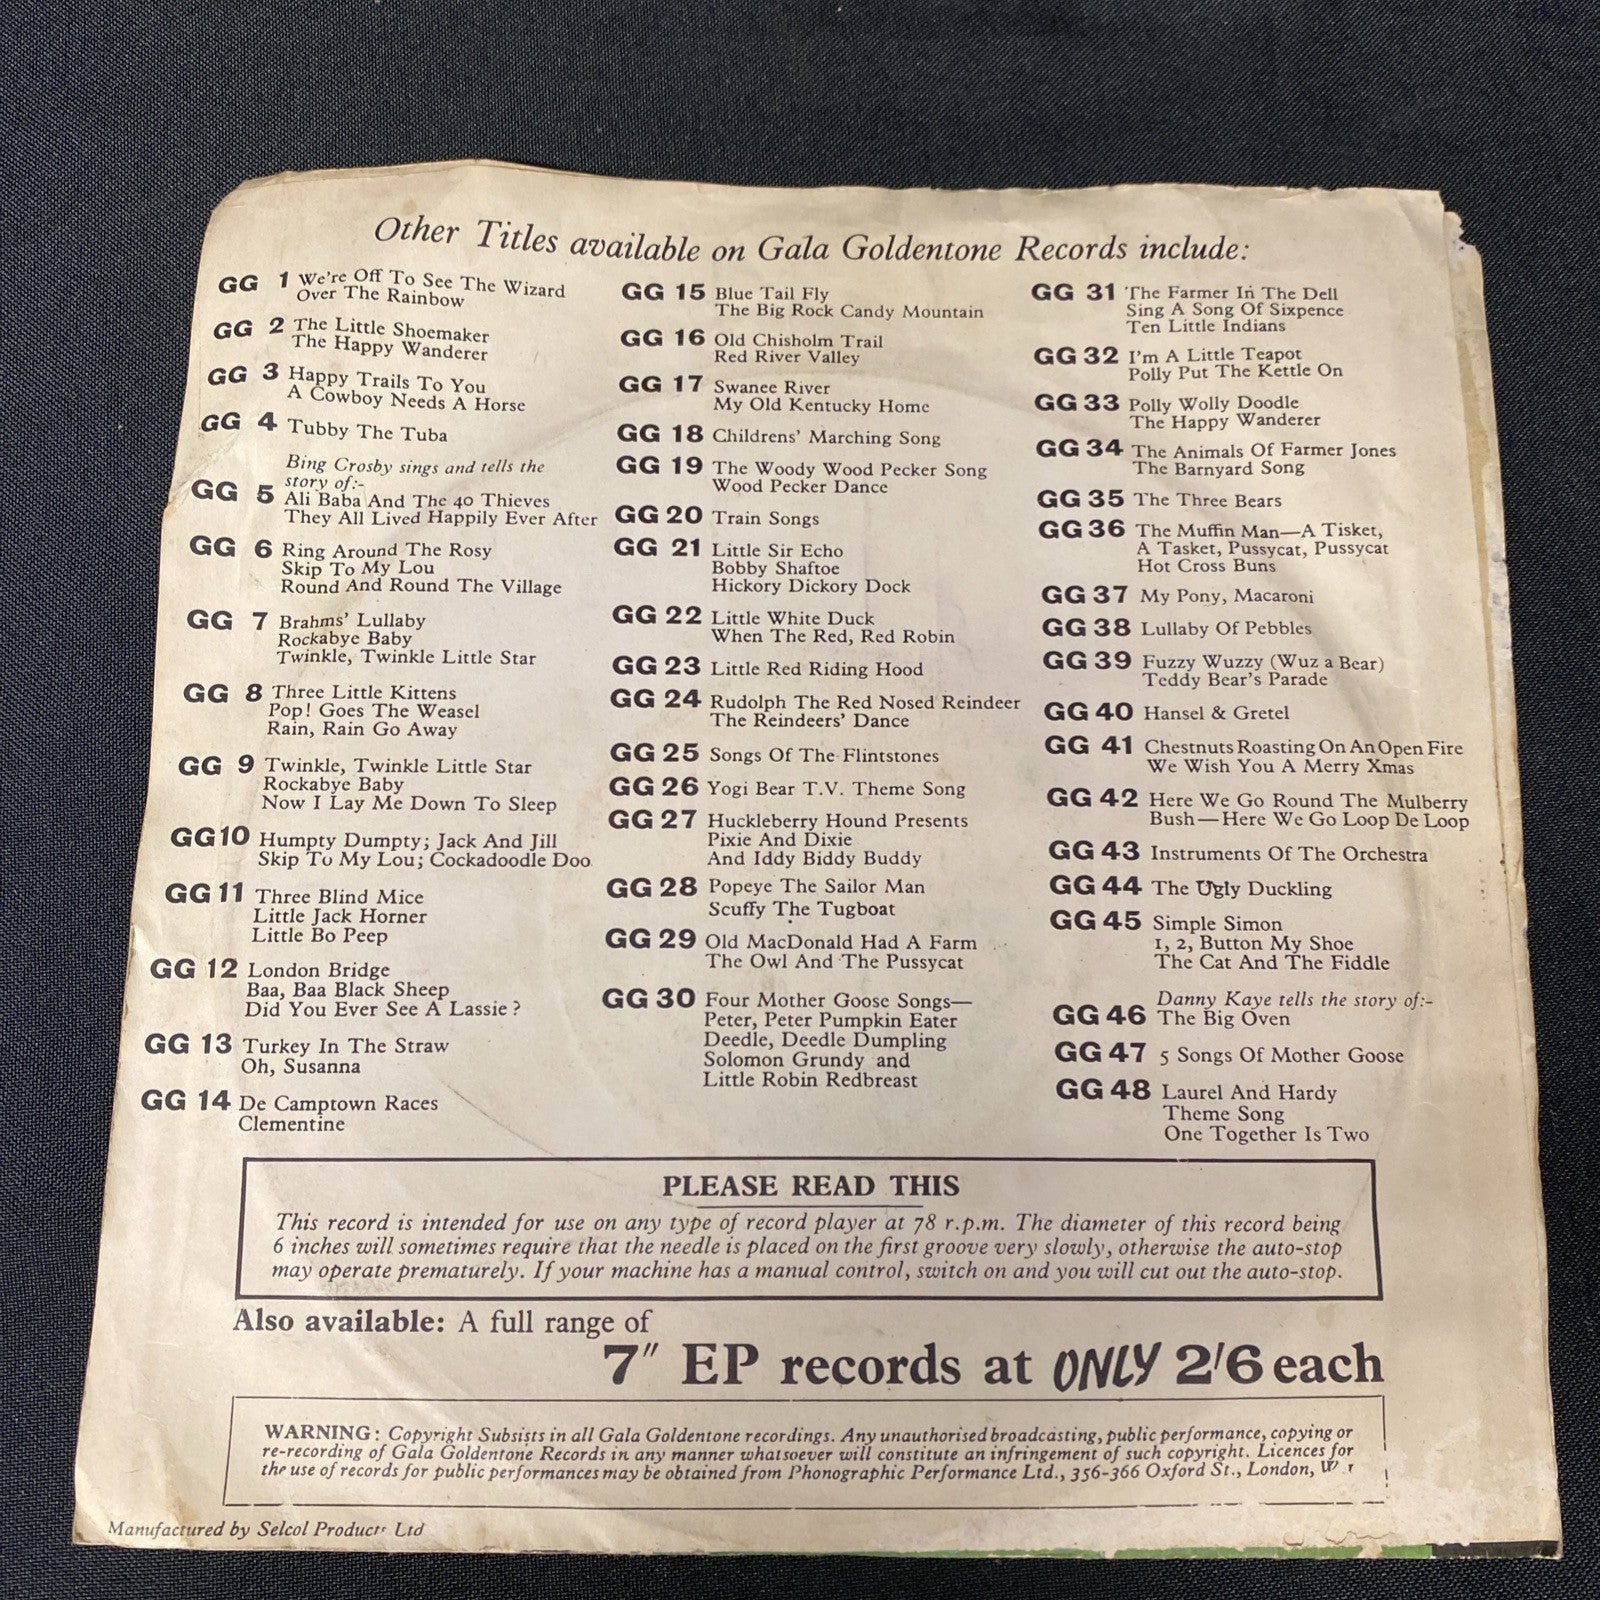 Other Titles available on Gala Goldentone Records include:
GG 1 We're Off To See The Wizard
Over The Rainbow
GG 2 The Little Shoemaker
The Happy Wanderer
GG 3 Happy Trails To You
A Cowboy Needs A Horse
GG 4 Tubby The Tuba
Bing Crosby sings and tells the
story of:-
GG 5 Ali Baba And The 40 Thieves
They All Lived Happily Ever After
GG 6 Ring Around The Rosy
Skip To My Lou
Round And Round The Village
GG 7 Brahms' Lullaby
Rockabye Baby
Twinkle, Twinkle Little Star
GG 8 Three Little Kittens
Pop! Goes The Weasel
Rain, Rain Go Away
GG 9 Twinkle, Twinkle Little Star
Rockabye Baby
Now I Lay Me Down To Sleep
GG 10 Humpty Dumpty; Jack And Jill
Skip To My Lou; Cockadoodle Doo
GG 11 Three Blind Mice
Little Jack Horner
Little Bo Peep
GG 12 London Bridge
Baa, Baa Black Sheep
Did You Ever See A Lassie?
GG 13 Turkey In The Straw
Oh, Susanna
GG 14 De Camptown Races
Clementine
GG 15 Blue Tail Fly
The Big Rock Candy Mountain
GG 16 Old Chisholm Trail
Red River Valley
GG 17 Swanee River
My Old Kentucky Home
GG 18 Childrens' Marching Song
GG 19 The Woody Wood Pecker Song
Wood Pecker Dance
GG 20 Train Songs
GG 21 Little Sir Echo
Bobby Shaftoe
Hickory Dickory Dock
GG 22 Little White Duck
When The Red, Red Robin
GG 23 Little Red Riding Hood
GG 24 Rudolph The Red Nosed Reindeer
The Reindeers' Dance
GG 25 Songs Of The Flintstones
GG 26 Yogi Bear T.V. Theme Song
GG 27 Huckleberry Hound Presents
Pixie And Dixie
And Iddy Biddy Buddy
GG 28 Popeye The Sailor Man
Scuffy The Tugboat
GG 29 Old MacDonald Had A Farm
The Owl And The Pussycat
GG 30 Four Mother Goose Songs—
Peter, Peter Pumpkin Eater
Deedle, Deedle Dumpling
Solomon Grundy and
Little Robin Redbreast
GG 31 The Farmer In The Dell
Sing A Song Of Sixpence
Ten Little Indians
GG 32 I'm A Little Teapot
Polly Put The Kettle On
GG 33 Polly Wolly Doodle
The Happy Wanderer
GG 34 The Animals Of Farmer Jones
The Barnyard Song
GG 35 The Three Bears
GG 36 The Muffin Man—A Tisket,
A Tasket, Pussycat, Pussycat
Hot Cross Buns
GG 37 My Pony, Macaroni
GG 38 Lullaby Of Pebbles
GG 39 Fuzzy Wuzzy (Wuz a Bear)
Teddy Bear's Parade
GG 40 Hansel & Gretel
GG 41 Chestnuts Roasting On An Open Fire
We Wish You A Merry Xmas
GG 42 Here We Go Round The Mulberry
Bush—Here We Go Loop De Loop
GG 43 Instruments Of The Orchestra
GG 44 The Ugly Duckling
GG 45 Simple Simon
1, 2, Button My Shoe
The Cat And The Fiddle
Danny Kaye tells the story of:-
GG 46 The Big Oven
GG 47 5 Songs Of Mother Goose
GG 48 Laurel And Hardy
Theme Song
One Together Is Two
PLEASE READ THIS
This record is intended for use on any type of record player at 78 r.p.m. The diameter of this record being
6 inches will sometimes require that the needle is placed on the first groove very slowly, otherwise the auto-stop
may operate prematurely. If your machine has a manual control, switch on and you will cut out the auto-stop.
Also available: A full range of
7" EP records at ONLY 2'6 each
WARNING: Copyright Subsists in all Gala Goldentone recordings. Any unauthorised broadcasting, public performance, copying or
re-recording of Gala Goldentone Records in any manner whatsoever will constitute an infringement of such copyright. Licences for
the use of records for public performances may be obtained from Phonographic Performance Ltd., 356-366 Oxford St., London, W 1
Manufactured by Selcol Products Ltd